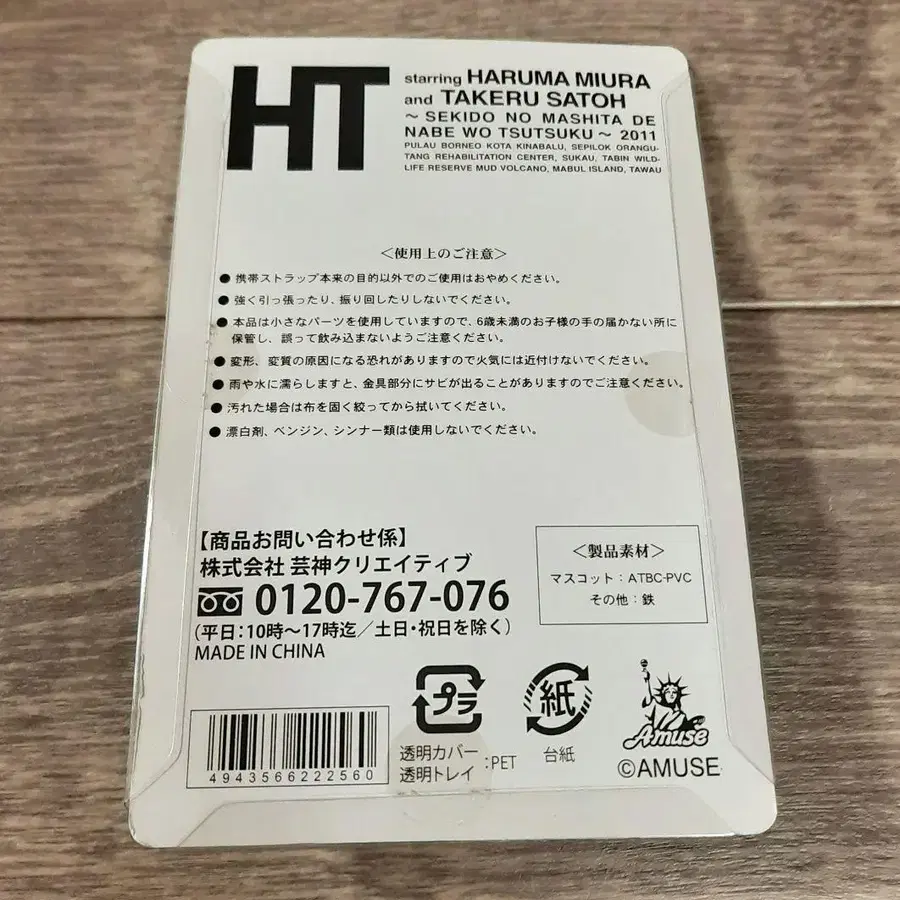 HT
starring HARUMA MIURA
and TAKERU SATOH
~ SEKIDO NO MASHITA DE
NABE WO TSUTSUKU ~ 2011
PULAU BORNEO KOTA KINABALU, SEPILOK ORANGU-
TANG REHABILITATION CENTER, SUKAU, TABIN WILD-
LIFE RESERVE MUD VOLCANO, MABUL ISLAND, TAWAU
＜使用上のご注意＞
● 携帯ストラップ本来の目的以外でのご使用はおやめください。
● 強く引っ張ったり、振り回したりしないでください。
● 本品は小さなパーツを使用していますので、6歳未満のお子様の手の届かない所に
保管し、誤って飲み込まないようご注意ください。
● 変形、変質の原因になる恐れがありますので火気には近付けないでください。
● 雨や水に濡らしますと、金具部分にサビが出ることがありますのでご注意ください。
● 汚れた場合は布を固く絞ってから拭いてください。
● 漂白剤、ベンジン、シンナー類は使用しないでください。
【商品お問い合わせ係】
株式会社 芸神クリエイティブ
0120-767-076
(平日:10時～17時迄／土日・祝日を除く)
MADE IN CHINA
＜製品素材＞
マスコット：ATBC-PVC
その他：鉄
4943566222560
プラ
透明カバー
透明トレイ
:PET
紙
台紙
Amuse
©AMUSE